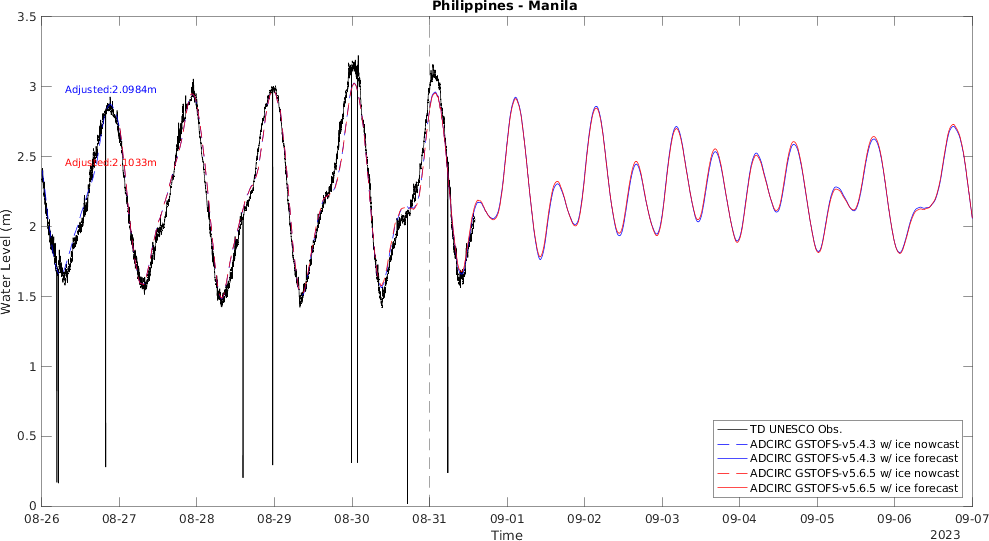 Philippines - Manila
3.5
3
2.5
2
1.5
1
0.5
0
Water Level (m)
Adjusted:2.0984m
Adjusted:2.1033m
TD UNESCO Obs.
ADCIRC GSTOFS-v5.4.3 w/ ice nowcast
ADCIRC GSTOFS-v5.4.3 w/ ice forecast
ADCIRC GSTOFS-v5.6.5 w/ ice nowcast
ADCIRC GSTOFS-v5.6.5 w/ ice forecast
08-26 08-27 08-28 08-29 08-30 08-31 09-01 09-02 09-03 09-04 09-05 09-06 09-07
Time
2023